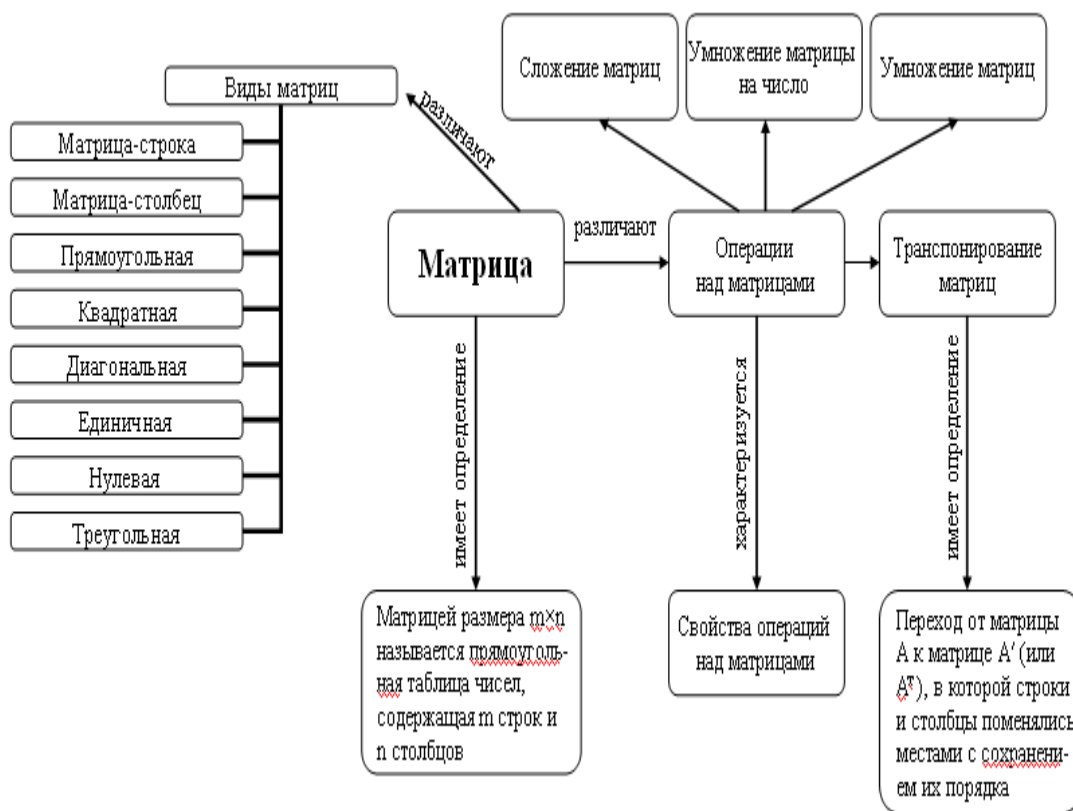 Виды матриц
Матрица-строка
Матрица-столбец
Прямоугольная
Квадратная
Диагональная
Единичная
Нулевая
Треугольная
различают
Матрица
различают
Сложение матриц
Умножение матрицы
на число
Умножение матриц
Операции
над матрицами
Транспонирование
матриц
имеет определение
характеризуется
имеет определение
Матрицей размера m×n
называется прямоуголь-
ная таблица чисел,
содержащая m строк и
n столбцов
Свойства операций
над матрицами
Переход от матрицы
А к матрице А′ (или
Аᵀ), в которой строки
и столбцы поменялись
местами с сохранени-
ем их порядка